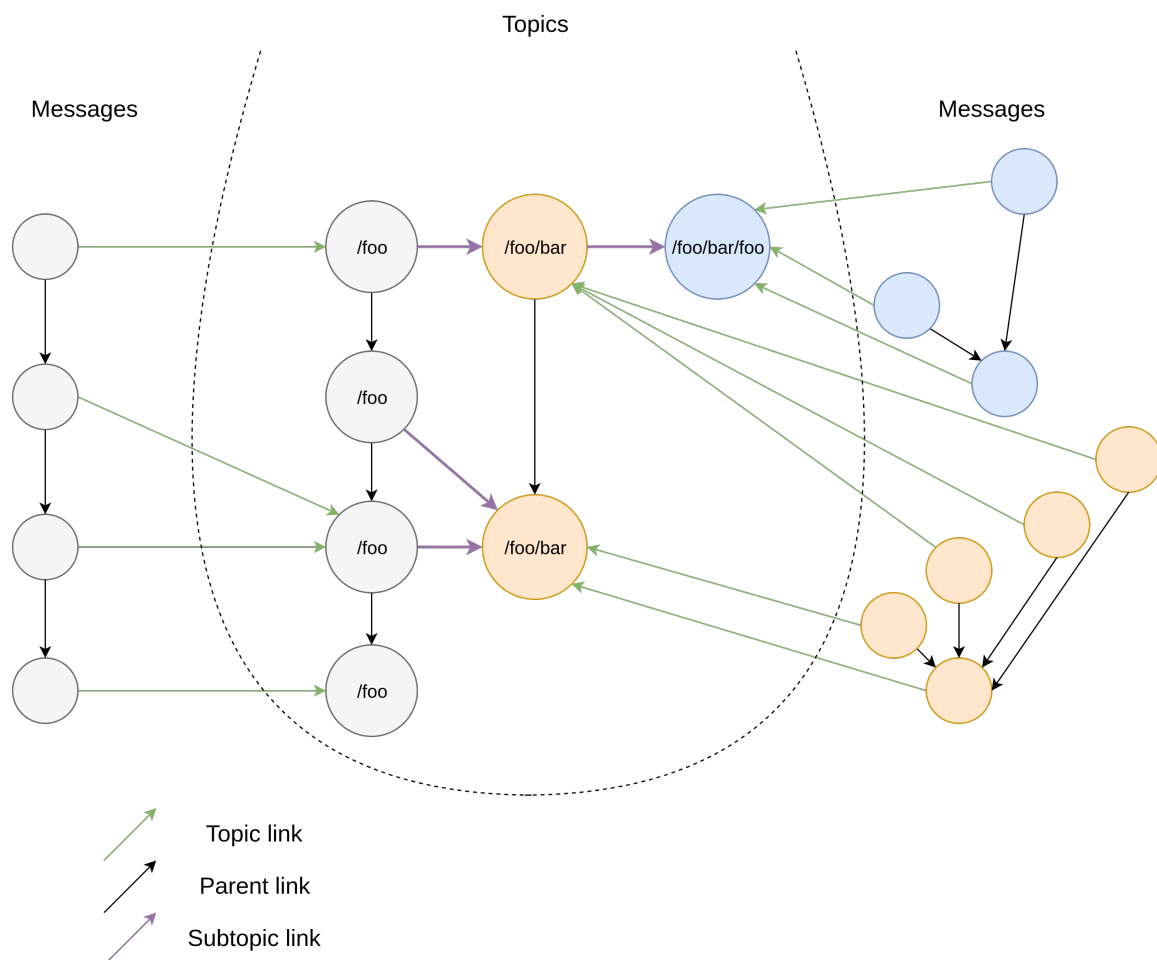 Topics
Messages
Messages
/foo
/foo/bar
/foo/bar/foo
/foo
/foo
/foo/bar
/foo
Topic link
Parent link
Subtopic link